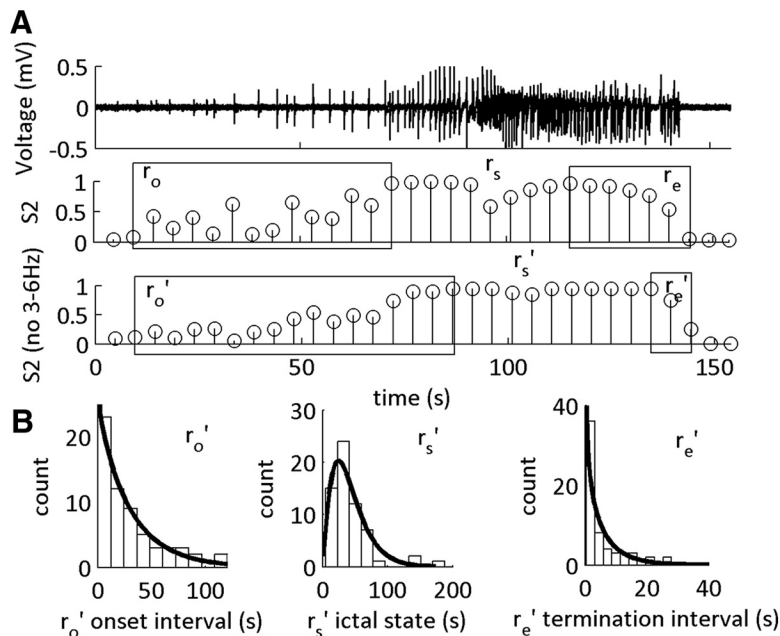 A
Voltage (mV)
0.5
0
-0.5
S2
1
0.5
0
r_o
r_s
r_e
S2 (no 3-6Hz)
1
0.5
0
r_o'
r_s'
r_e'
0 50 100 150
time (s)
B
count
20
10
0
r_o'
0 50 100
r_o' onset interval (s)
count
30
20
10
0
r_s'
0 100 200
r_s' ictal state (s)
count
40
20
0
r_e'
0 20 40
r_e' termination interval (s)